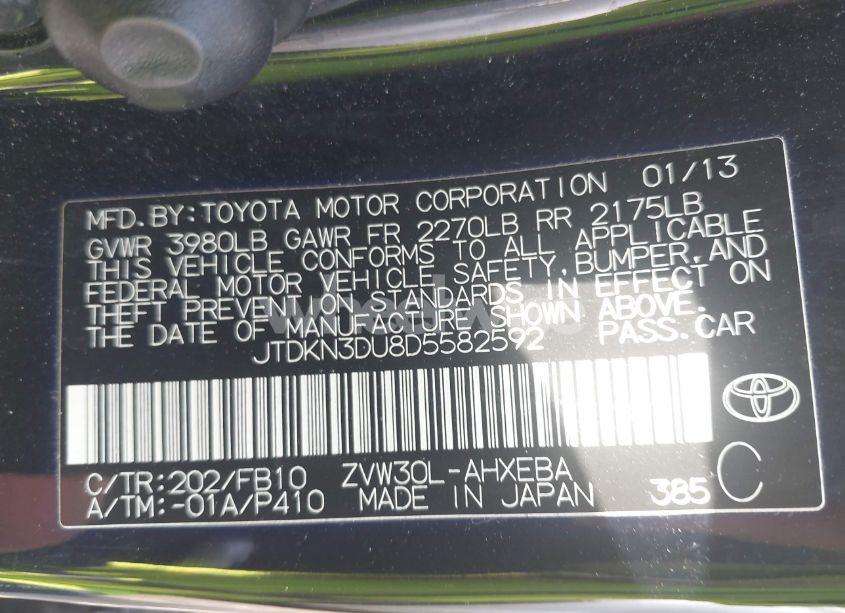 MFD.BY:TOYOTA MOTOR CORPORATION 01/13
GVWR 3980LB GAWR FR 2270LB RR 2175LB
THIS VEHICLE CONFORMS TO ALL APPLICABLE
FEDERAL MOTOR VEHICLE SAFETY,BUMPER,AND
THEFT PREVENTION STANDARDS IN EFFECT ON
THE DATE OF MANUFACTURE SHOWN ABOVE.
JTDKN3DU8D5582592 PASS.CAR
C/TR:202/FB10 ZVW30L-AHXEBA
A/TM:-01A/P410 MADE IN JAPAN 385 C